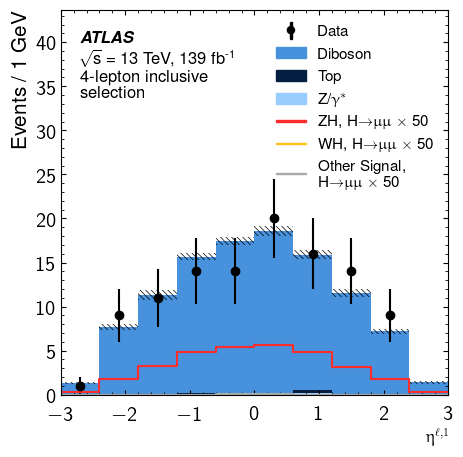 ATLAS
√s = 13 TeV, 139 fb⁻¹
4-lepton inclusive
selection
Data
Diboson
Top
Z/γ*
ZH, H→μμ × 50
WH, H→μμ × 50
Other Signal,
H→μμ × 50
Events / 1 GeV
40
35
30
25
20
15
10
5
0
−3 −2 −1 0 1 2 3
η^ℓ,1